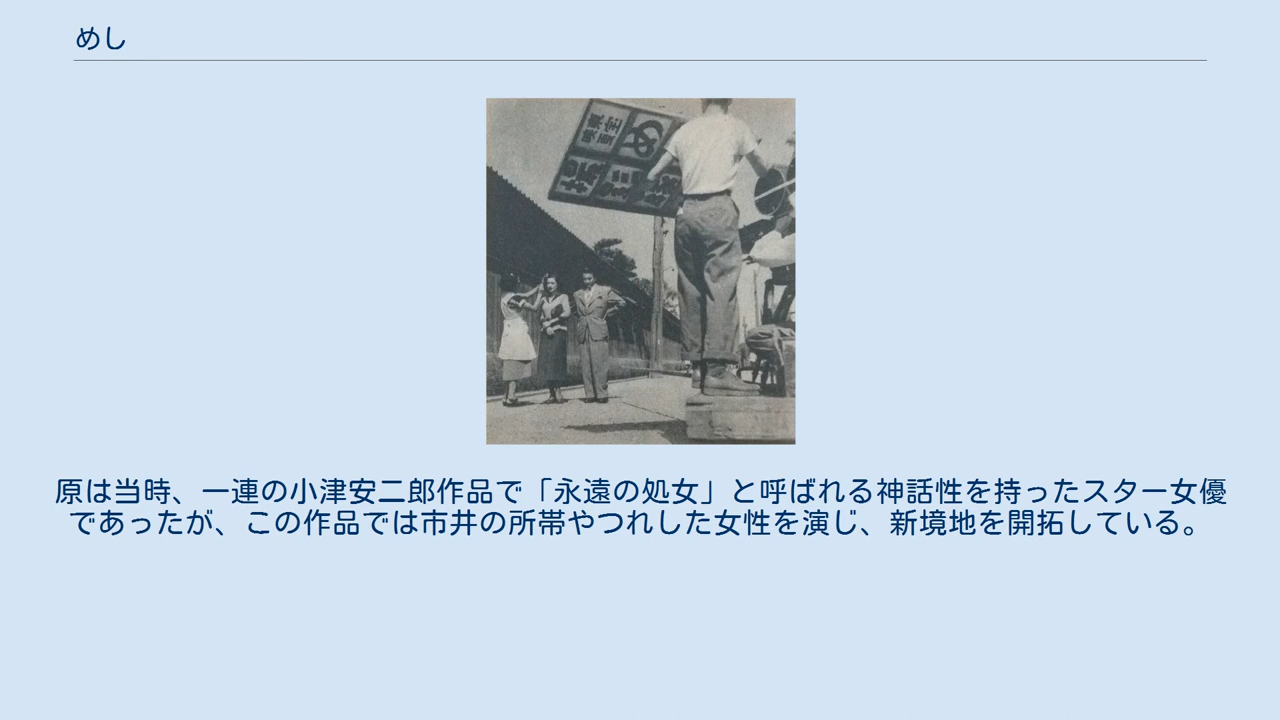 めし
め
原は当時、一連の小津安二郎作品で「永遠の処女」と呼ばれる神話性を持ったスター女優
であったが、この作品では市井の所帯やつれした女性を演じ、新境地を開拓している。